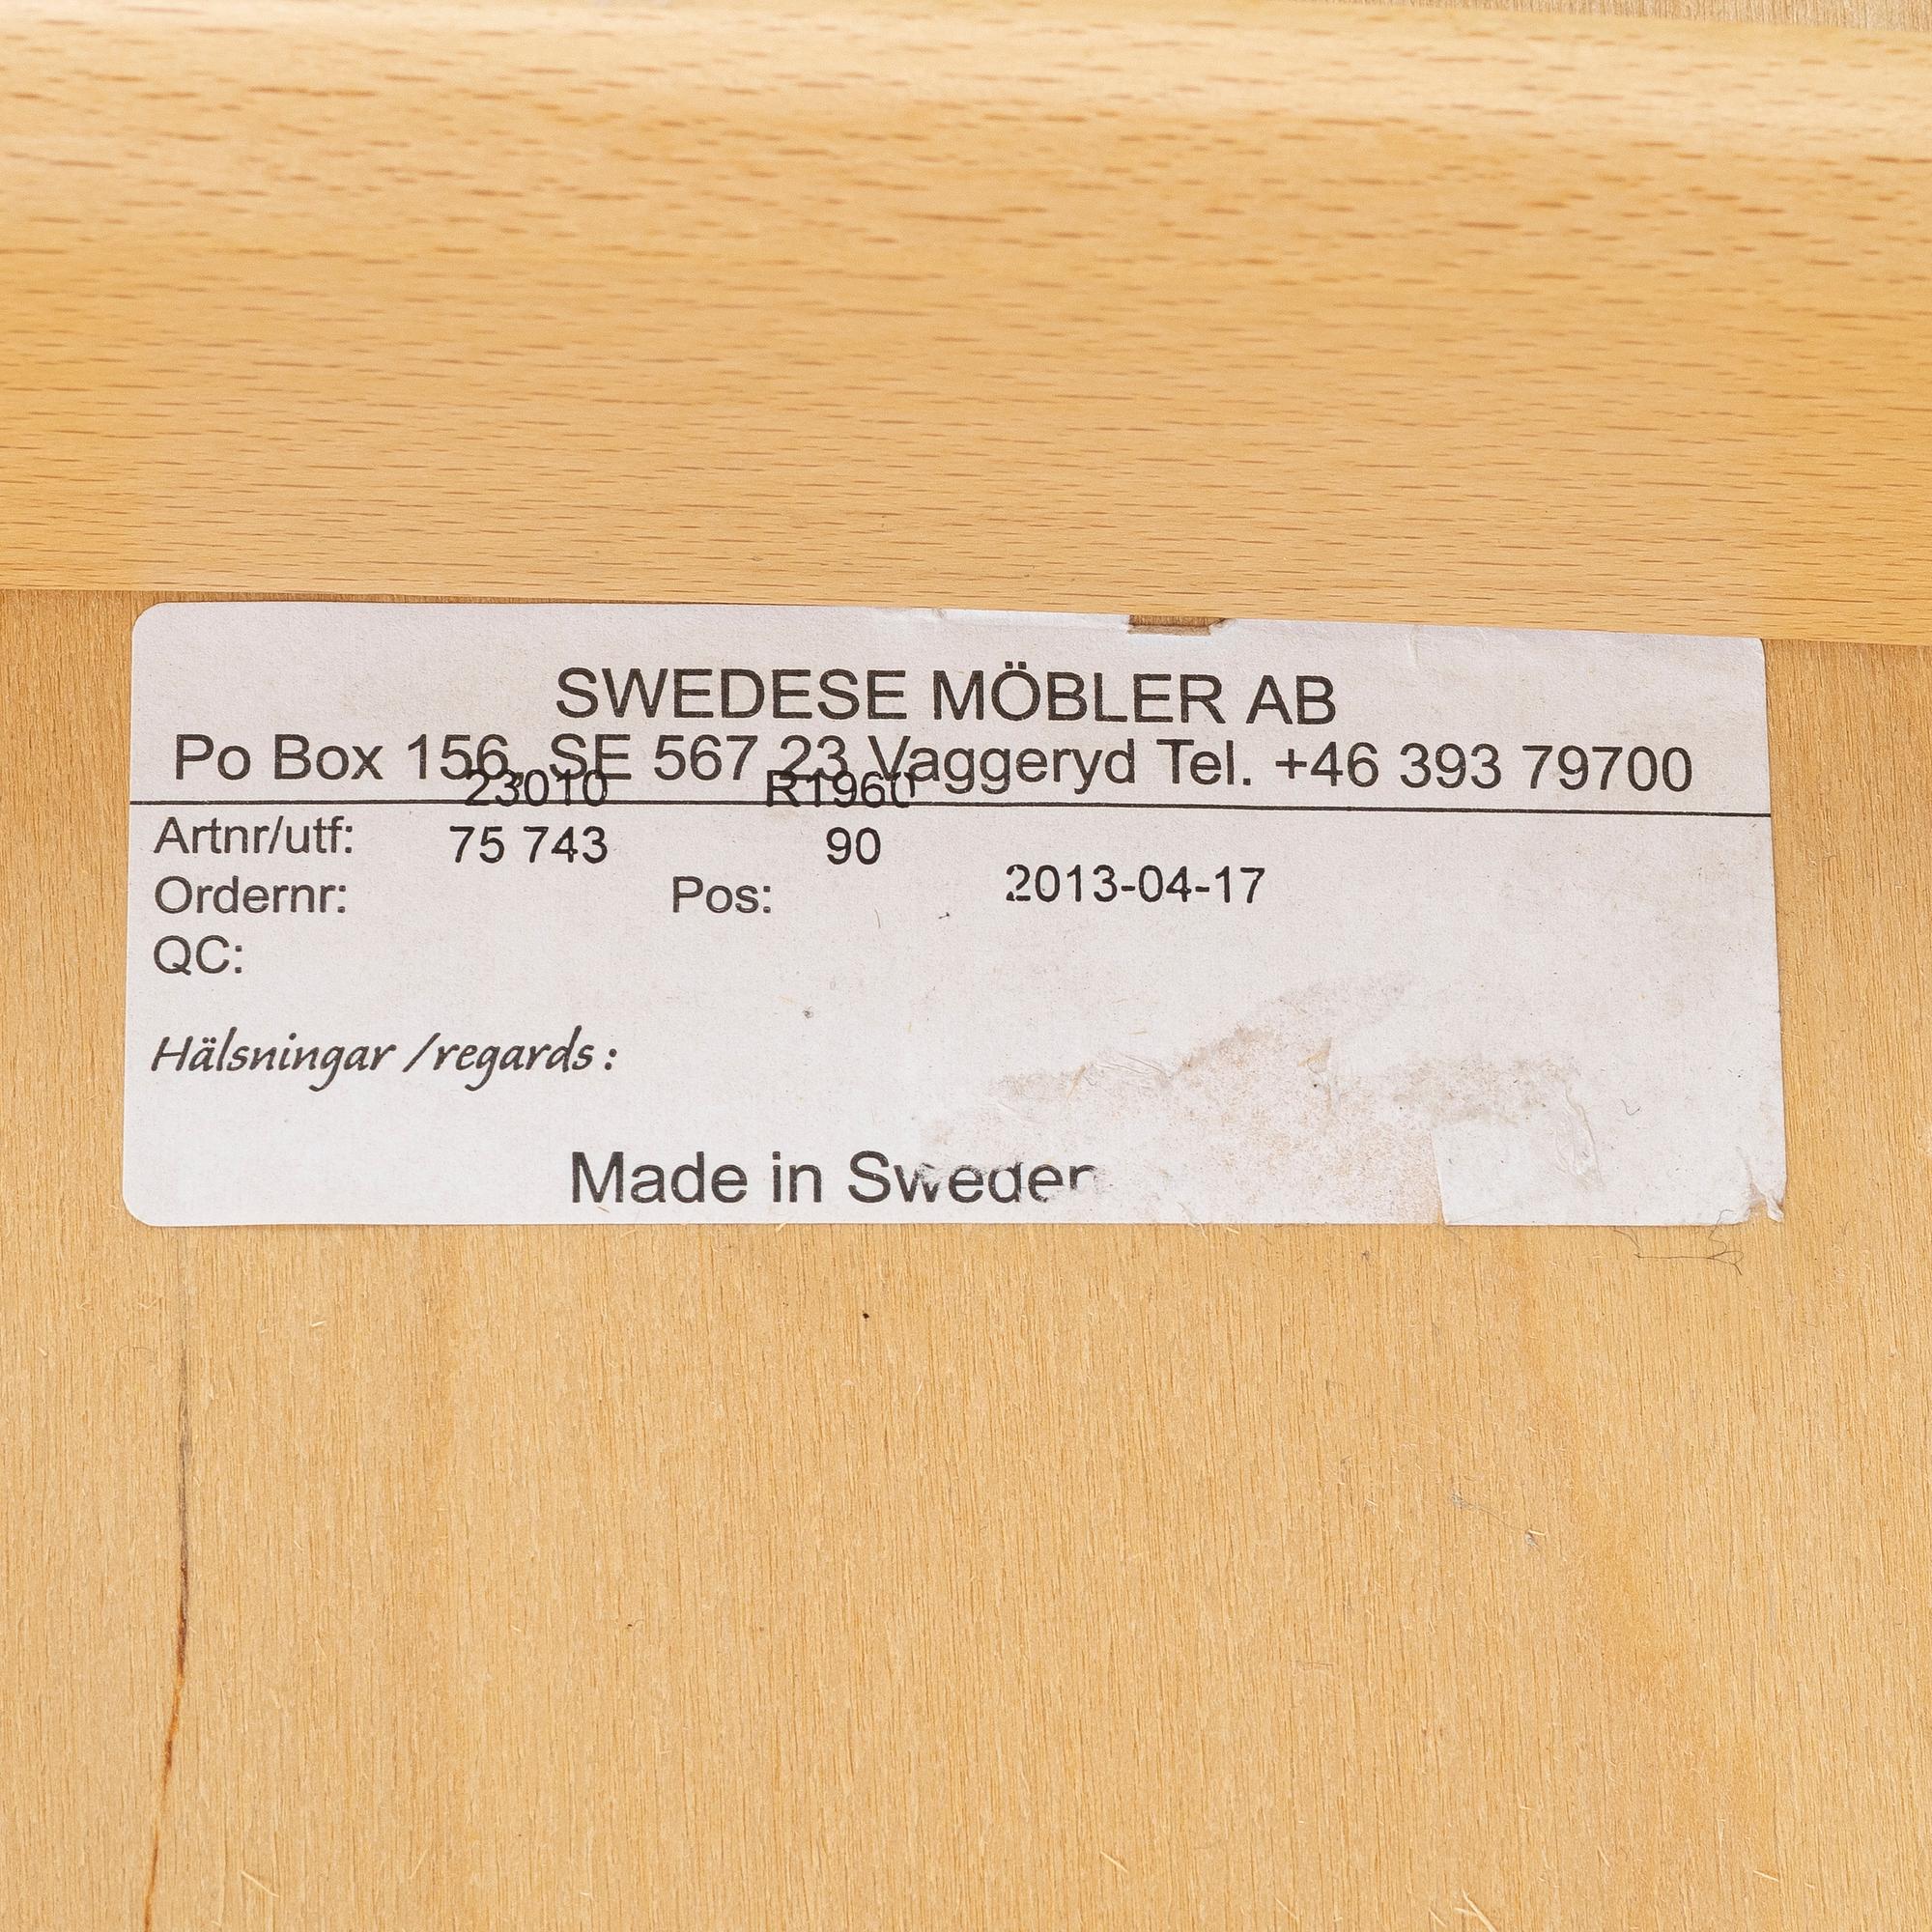 SWEDESE MÖBLER AB
Po Box 156, SE 567 23 Vaggeryd Tel. +46 393 79700
23010 R1960
Artnr/utf: 75 743 90
Ordernr: Pos: 2013-04-17
QC:
Hälsningar /regards:
Made in Sweden